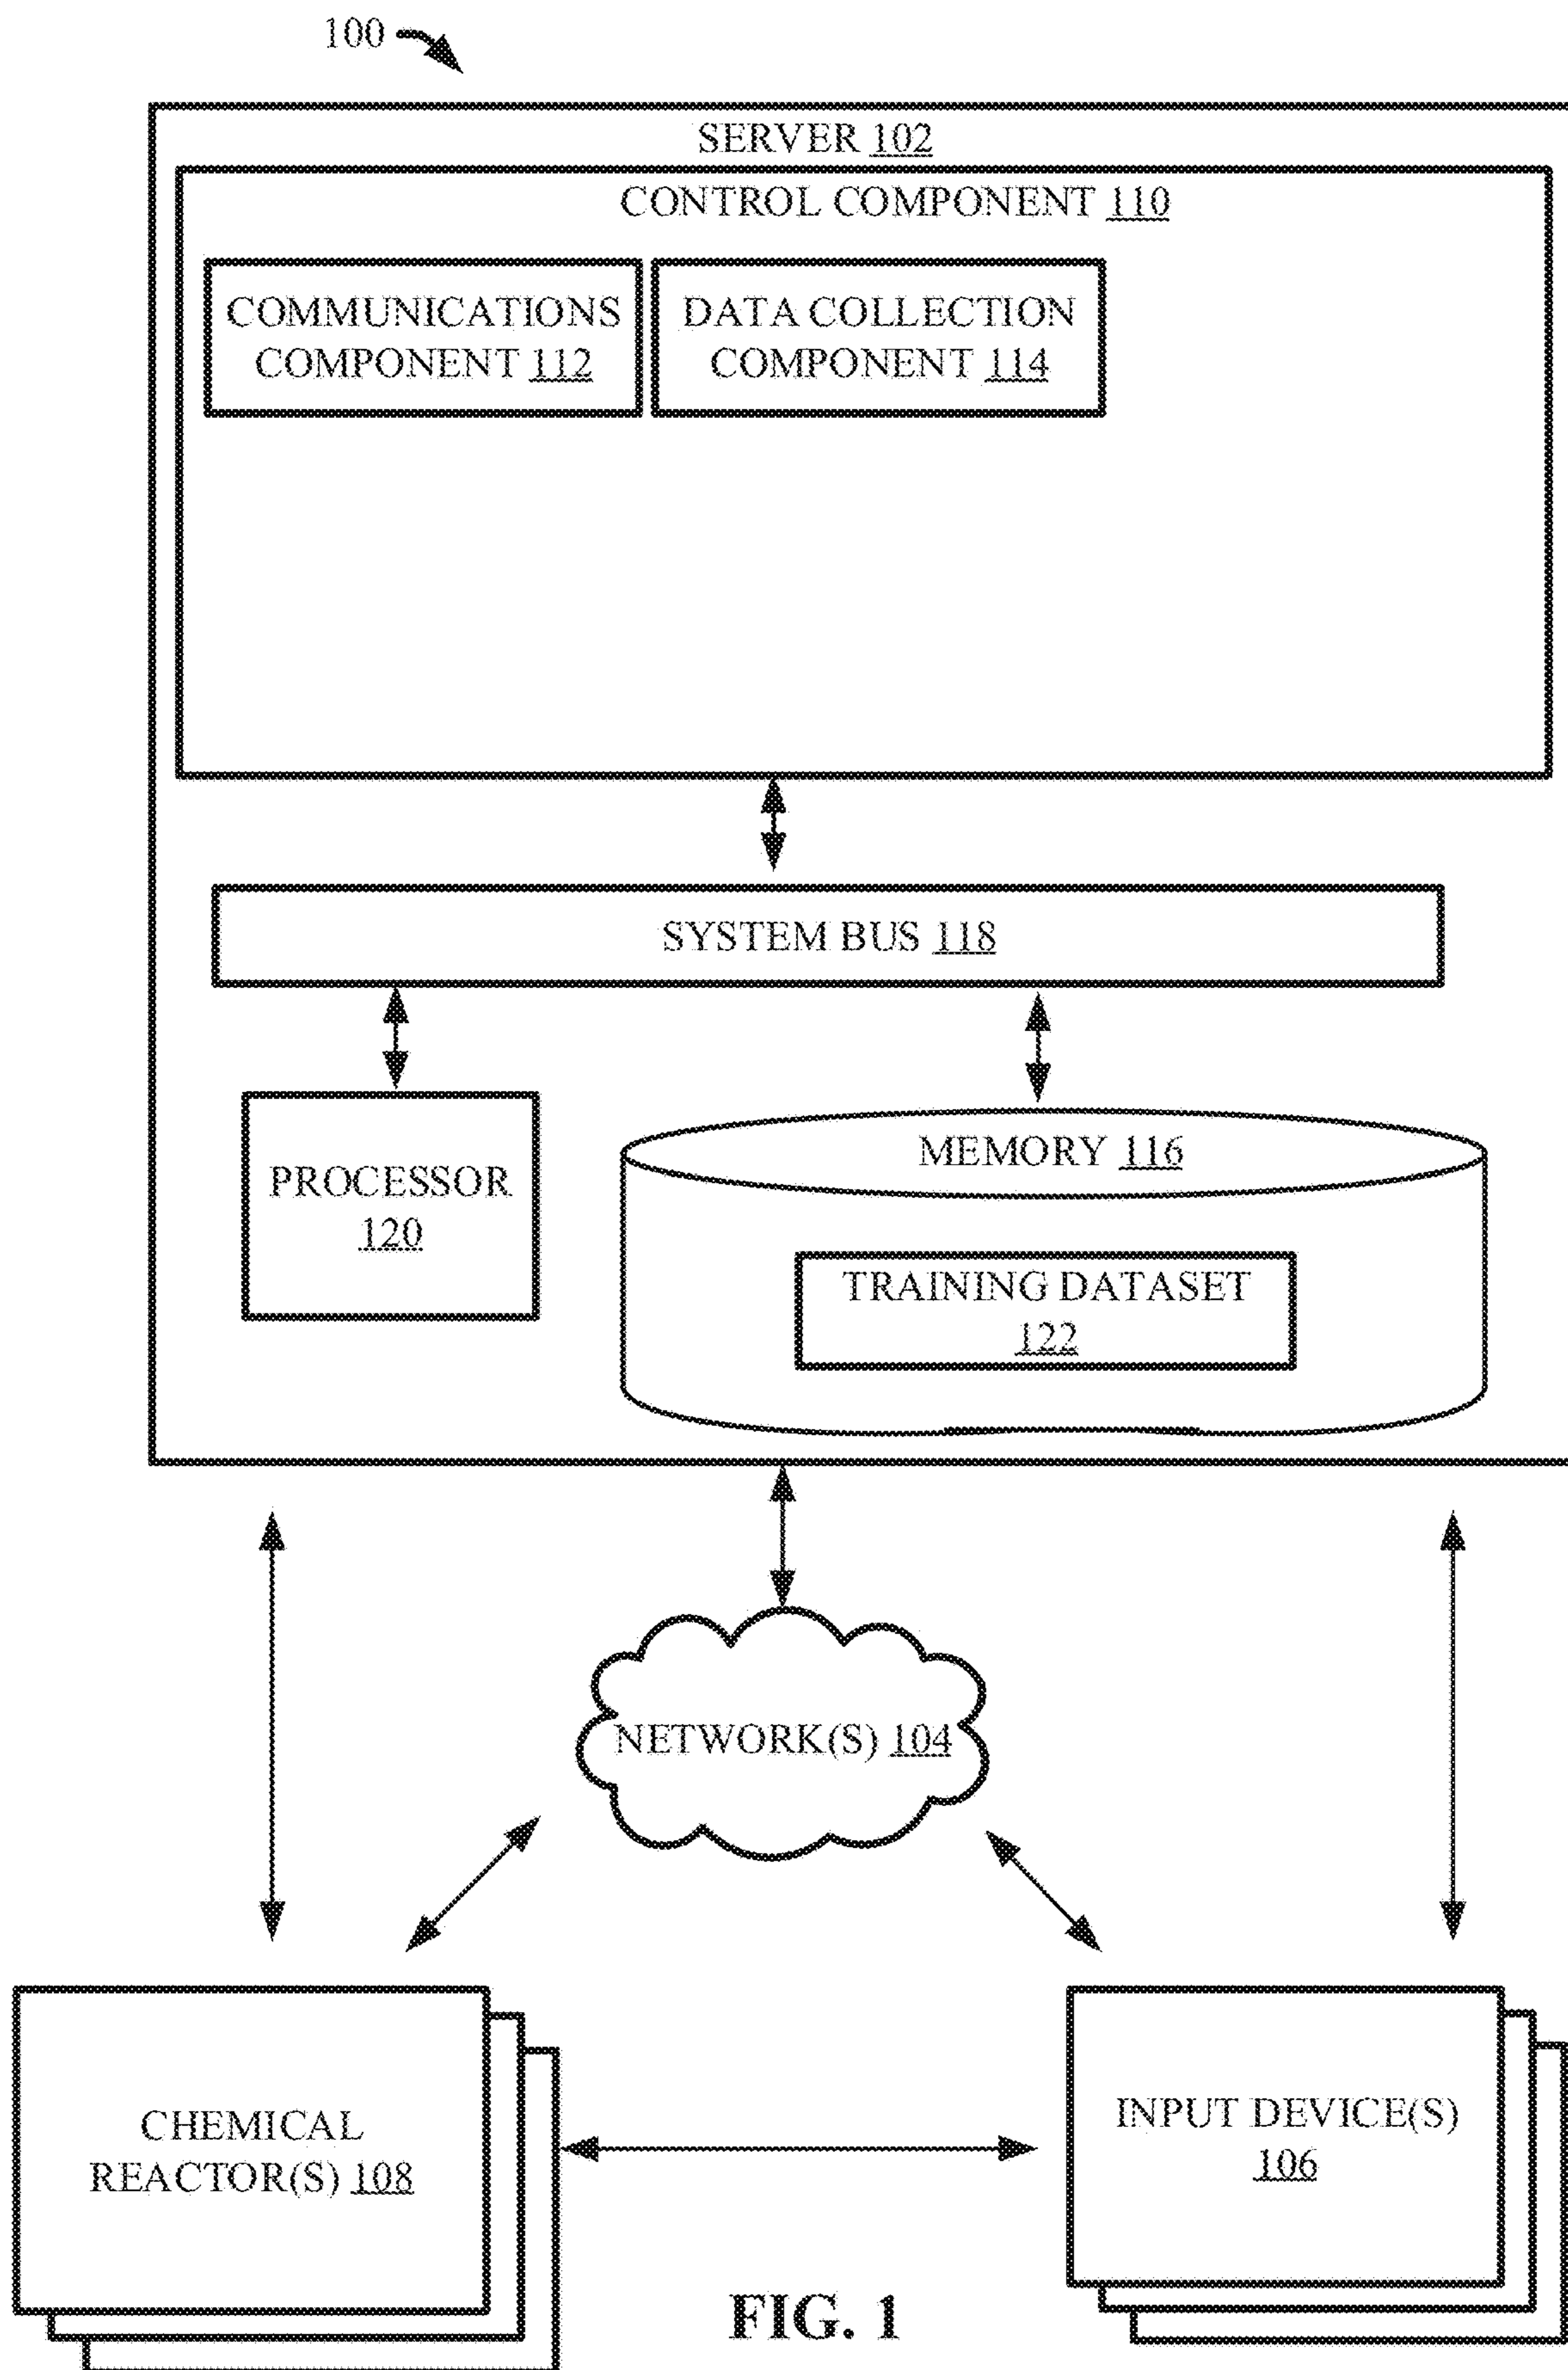 100
SERVER 102
CONTROL COMPONENT 110
COMMUNICATIONS
COMPONENT 112
DATA COLLECTION
COMPONENT 114
SYSTEM BUS 118
PROCESSOR
120
MEMORY 116
TRAINING DATASET
122
NETWORK(S) 104
CHEMICAL
REACTOR(S) 108
INPUT DEVICE(S)
106
FIG. 1